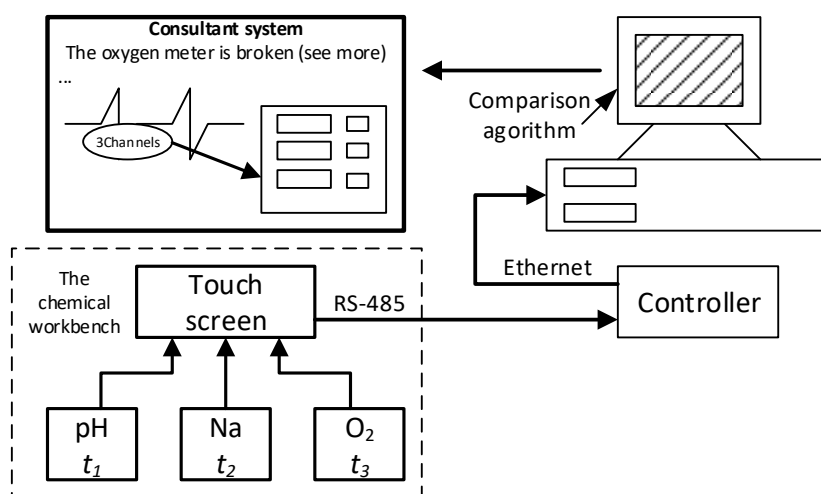 Consultant system
The oxygen meter is broken (see more)
...
3Channels
Comparison
agorithm
Ethernet
The
chemical
workbench
Touch
screen
RS-485
Controller
pH
t₁
Na
t₂
O₂
t₃